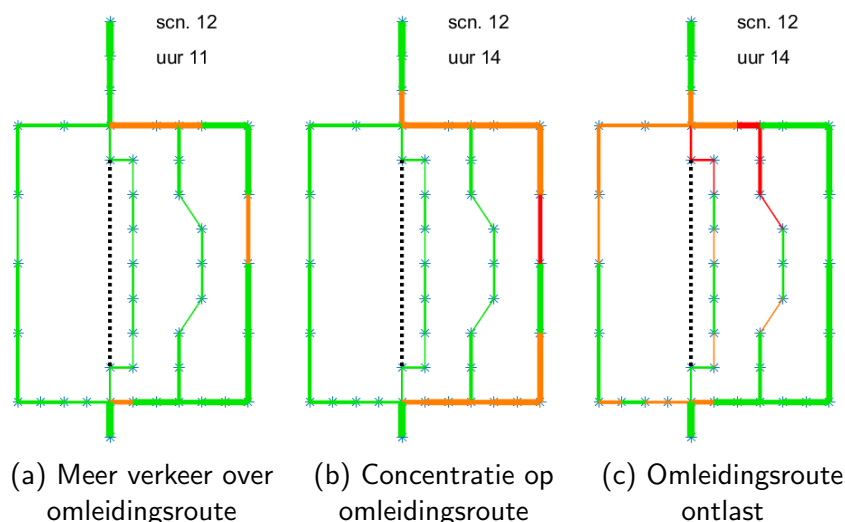 scn. 12
uur 11
scn. 12
uur 14
scn. 12
uur 14
(a) Meer verkeer over
omleidingsroute
(b) Concentratie op
omleidingsroute
(c) Omleidingsroute
ontlast